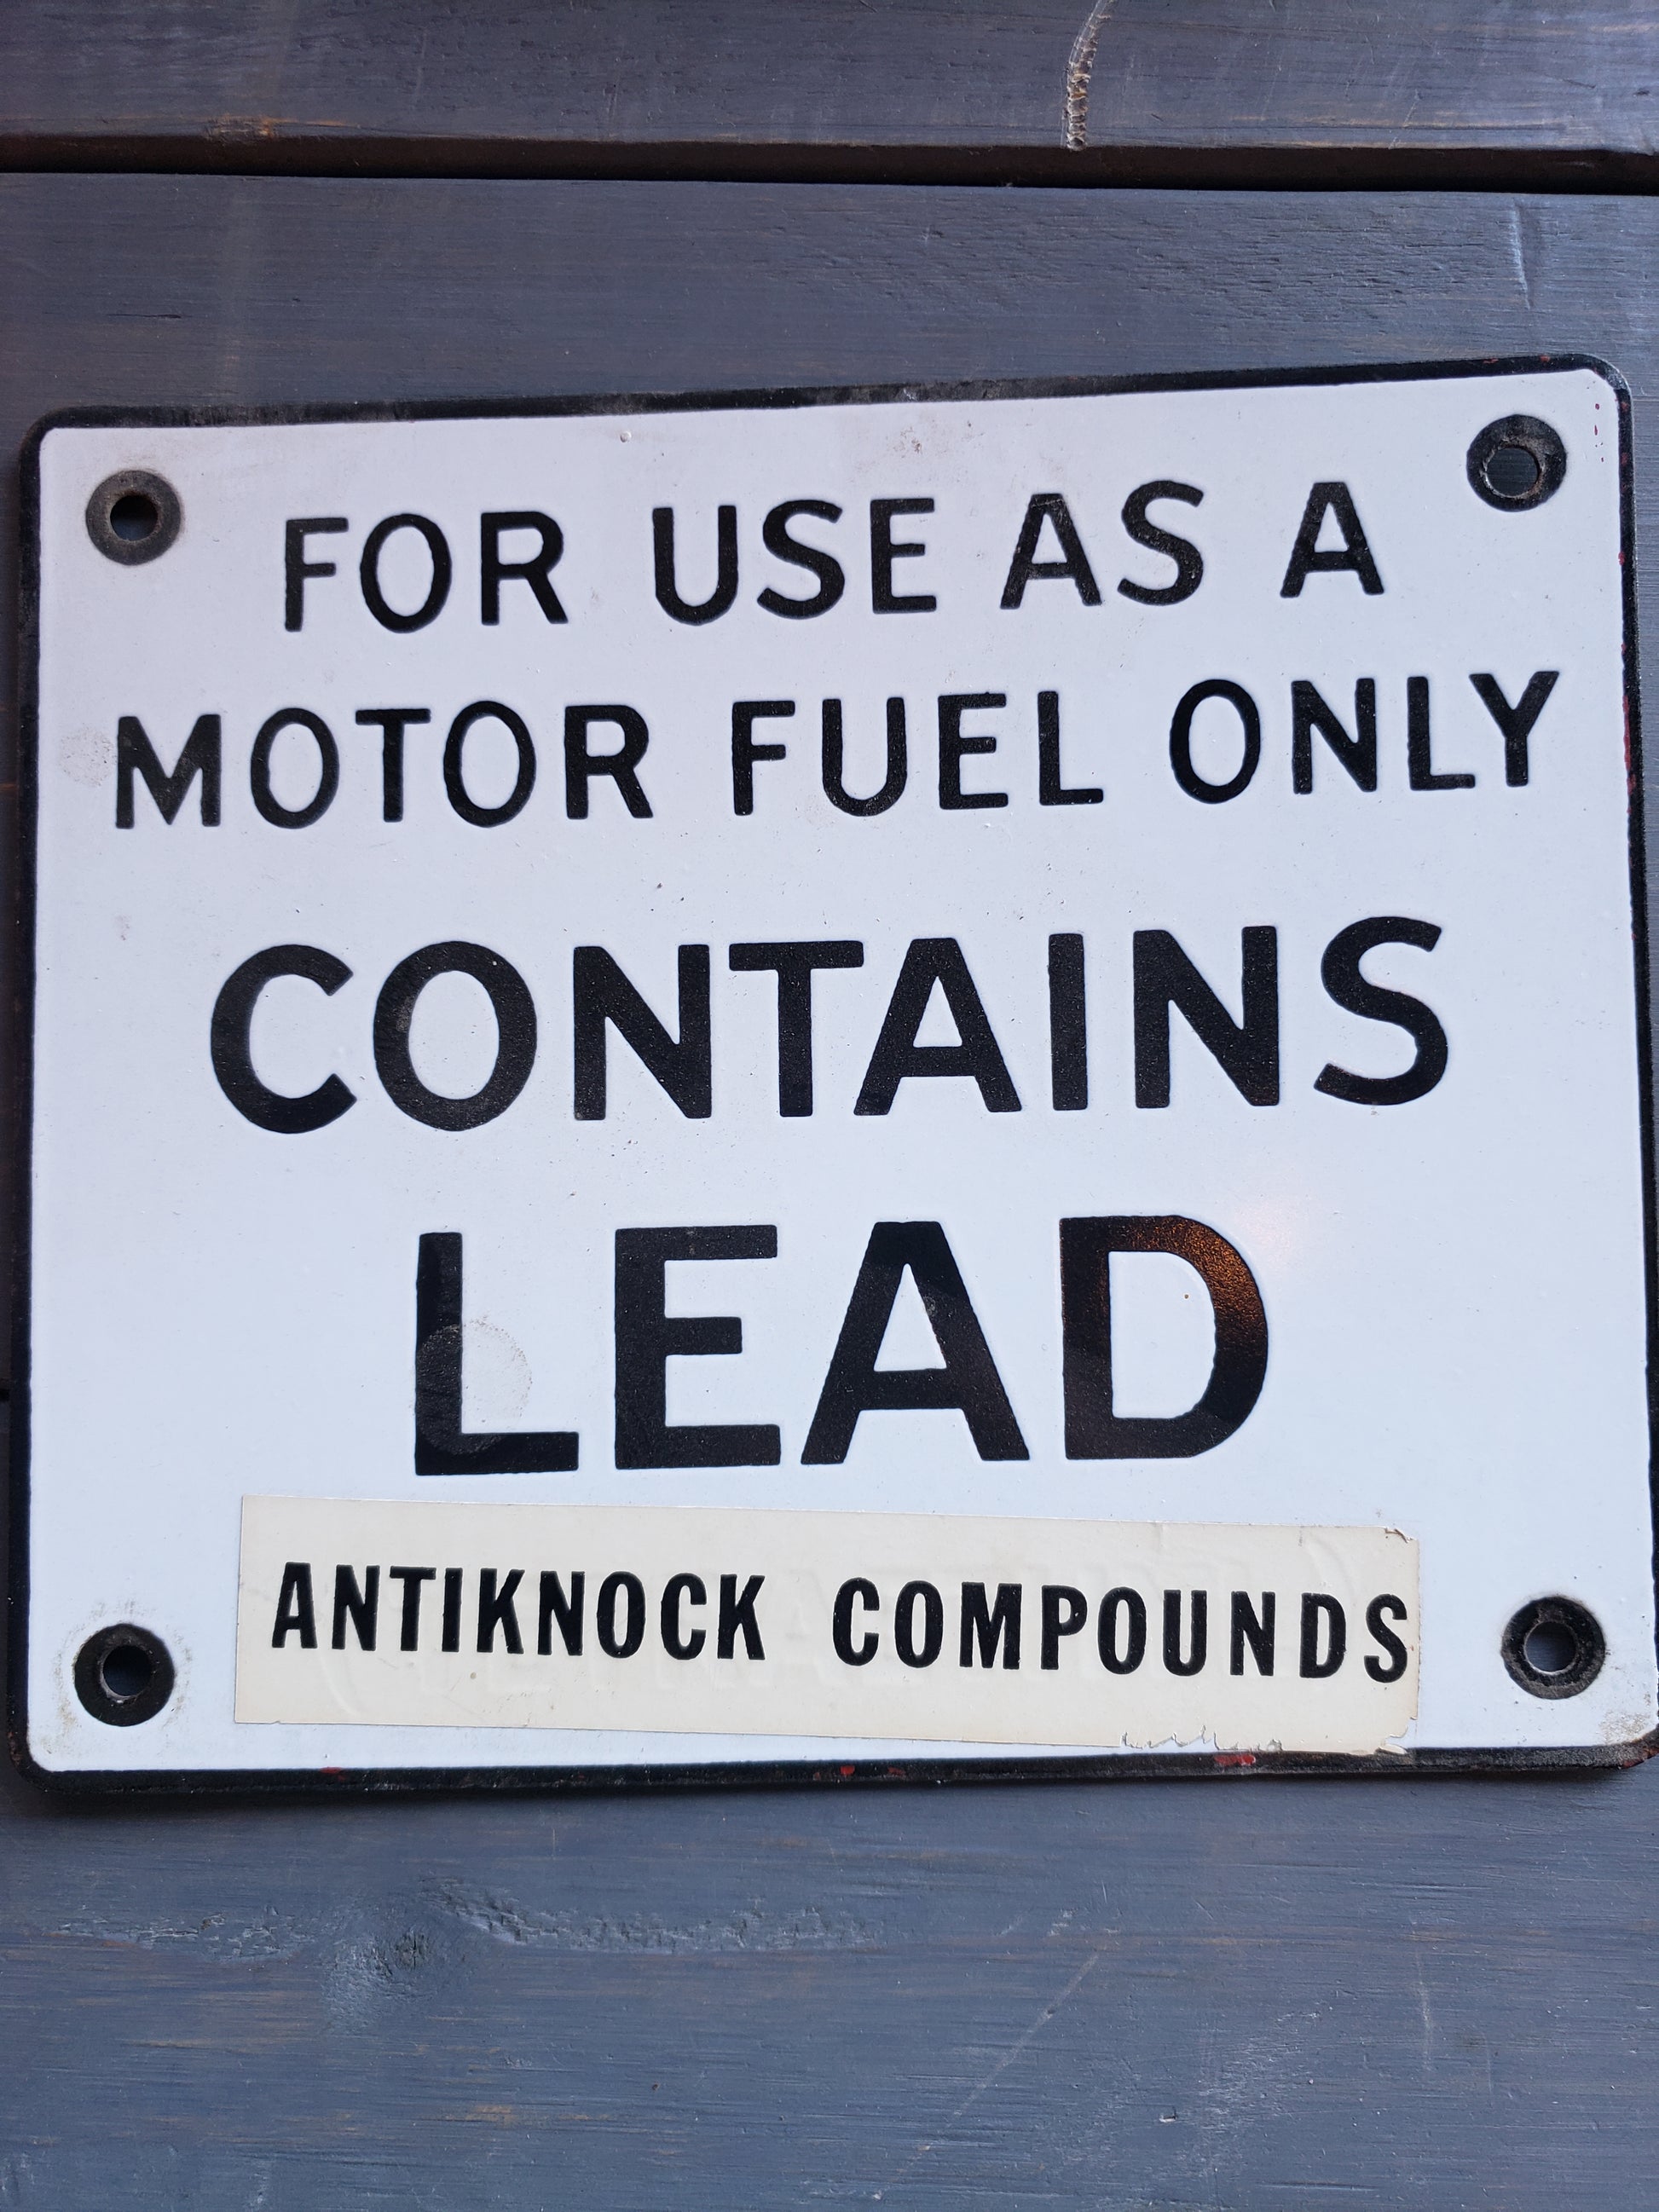 FOR USE AS A
MOTOR FUEL ONLY
CONTAINS
LEAD
ANTIKNOCK COMPOUNDS